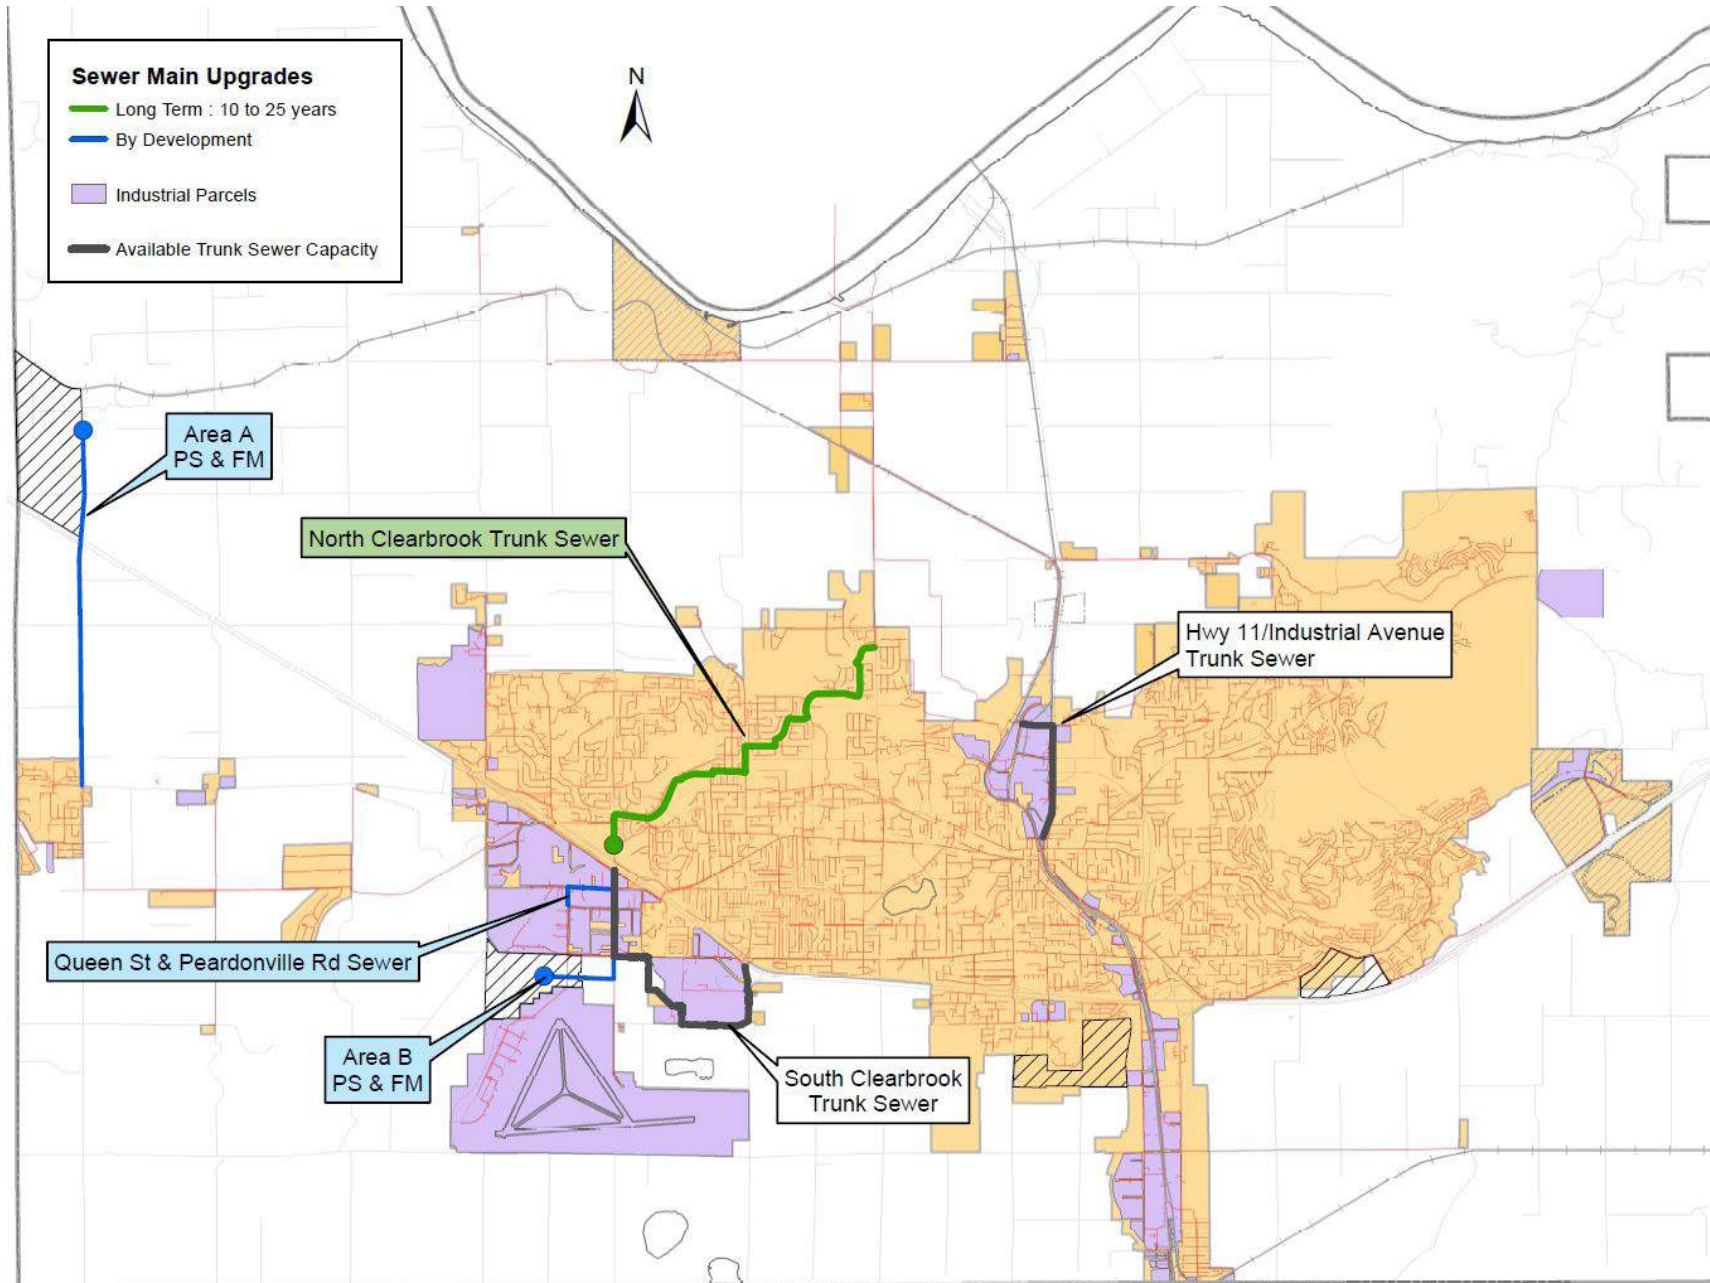 Sewer Main Upgrades
Long Term : 10 to 25 years
By Development
Industrial Parcels
Available Trunk Sewer Capacity
N
Area A
PS & FM
North Clearbrook Trunk Sewer
Hwy 11/Industrial Avenue
Trunk Sewer
Queen St & Peardonville Rd Sewer
Area B
PS & FM
South Clearbrook
Trunk Sewer